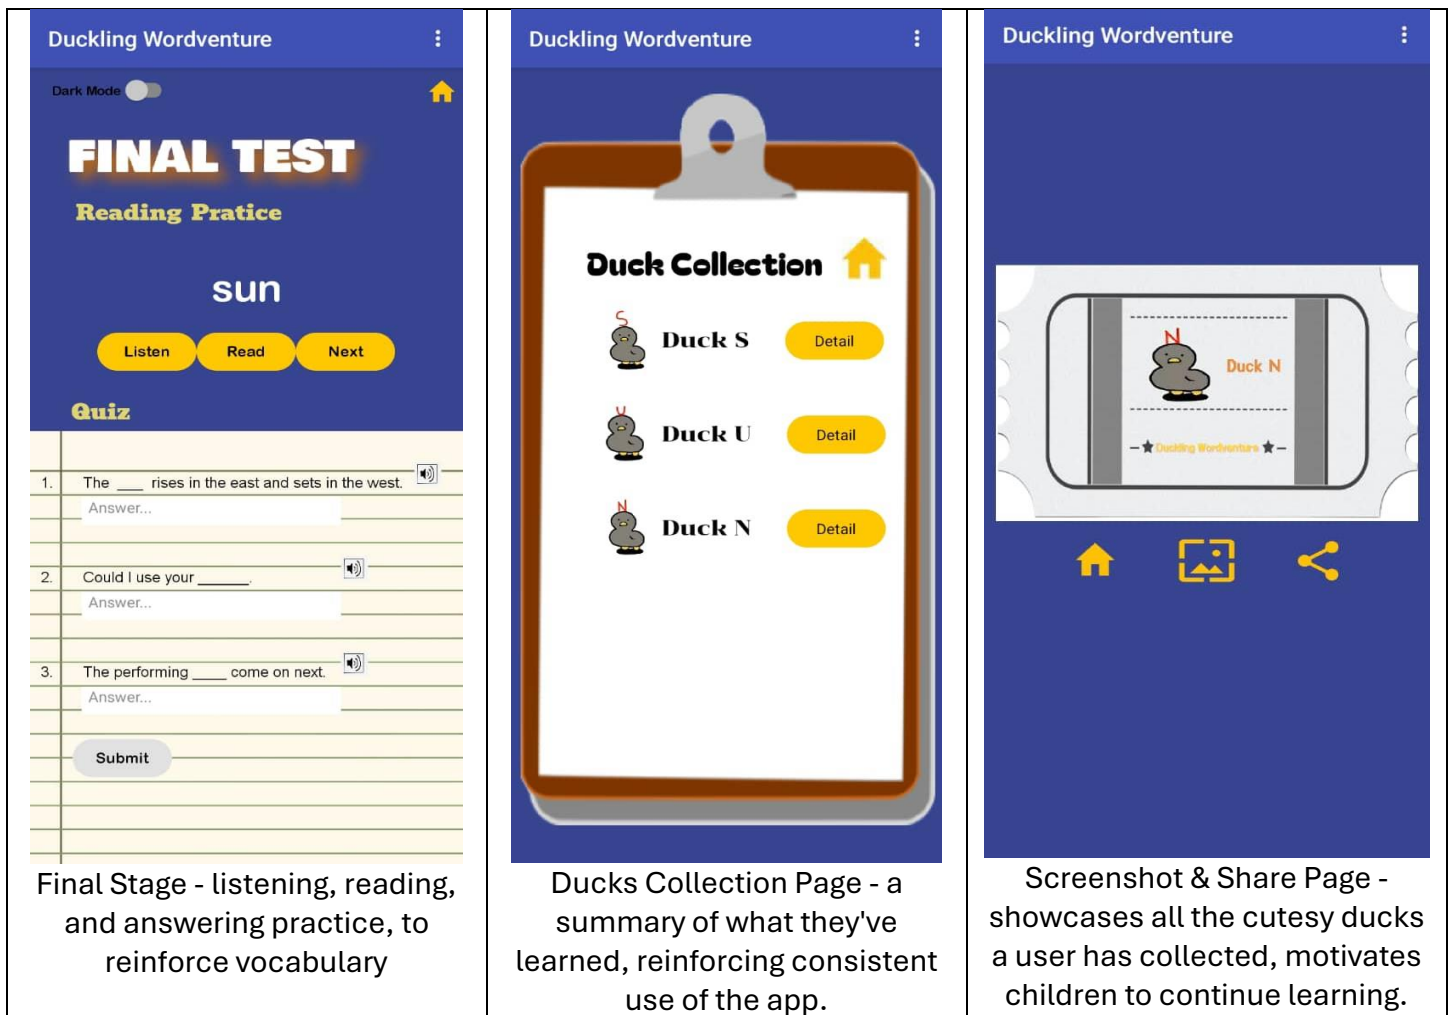 Duckling Wordventure
Dark Mode
FINAL TEST
Reading Pratice
sun
Listen Read Next
Quiz
1. The ___ rises in the east and sets in the west.
Answer...
2. Could I use your ______.
Answer...
3. The performing ____ come on next.
Answer...
Submit
Final Stage - listening, reading,
and answering practice, to
reinforce vocabulary
Duckling Wordventure
Duck Collection
S
Duck S Detail
U
Duck U Detail
N
Duck N Detail
Ducks Collection Page - a
summary of what they've
learned, reinforcing consistent
use of the app.
Duckling Wordventure
N
Duck N
Duckling Wordventure
Screenshot & Share Page -
showcases all the cutesy ducks
a user has collected, motivates
children to continue learning.